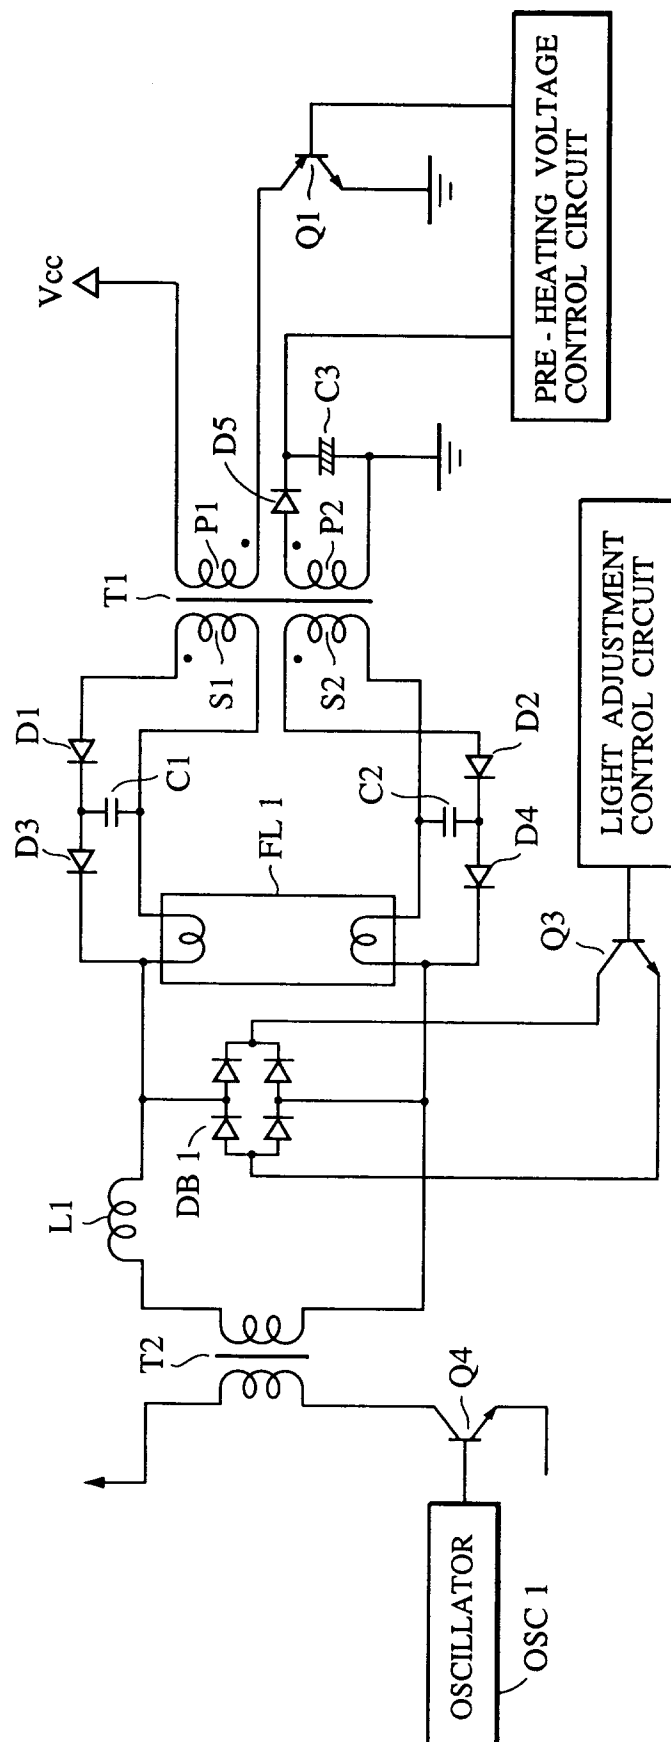 Vcc
T1
P1
S1
D1
D3
C1
FL 1
L1
T2
DB 1
Q1
D5
C3
P2
S2
D2
C2
D4
Q3
Q4
PRE - HEATING VOLTAGE
CONTROL CIRCUIT
LIGHT ADJUSTMENT
CONTROL CIRCUIT
OSCILLATOR
OSC 1